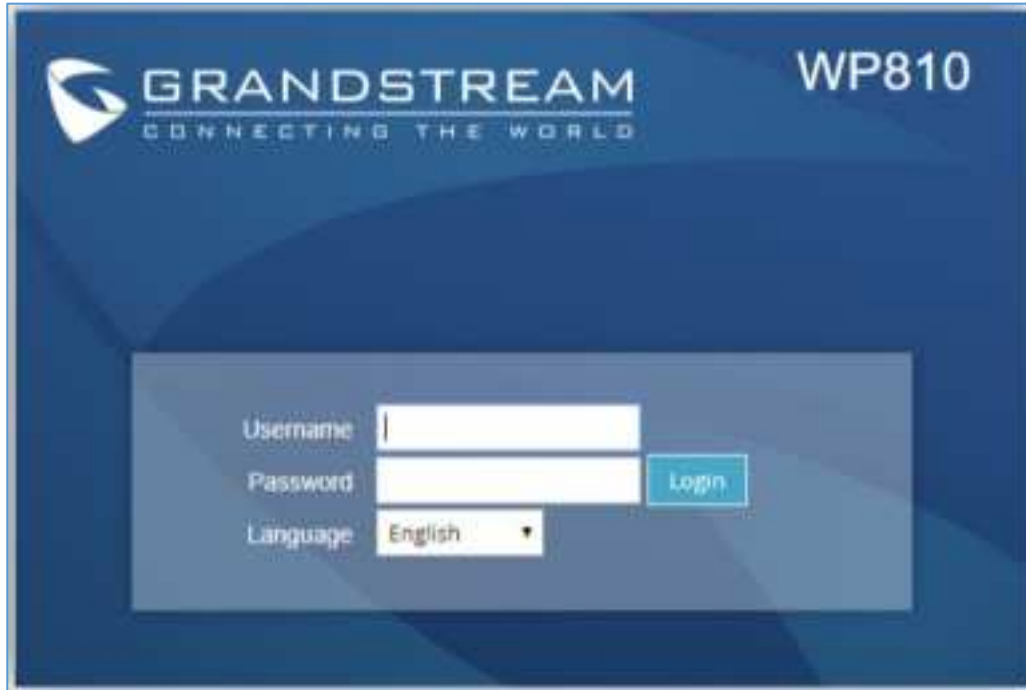 GRANDSTREAM
CONNECTING THE WORLD
WP810
Username
Password
Login
Language
English